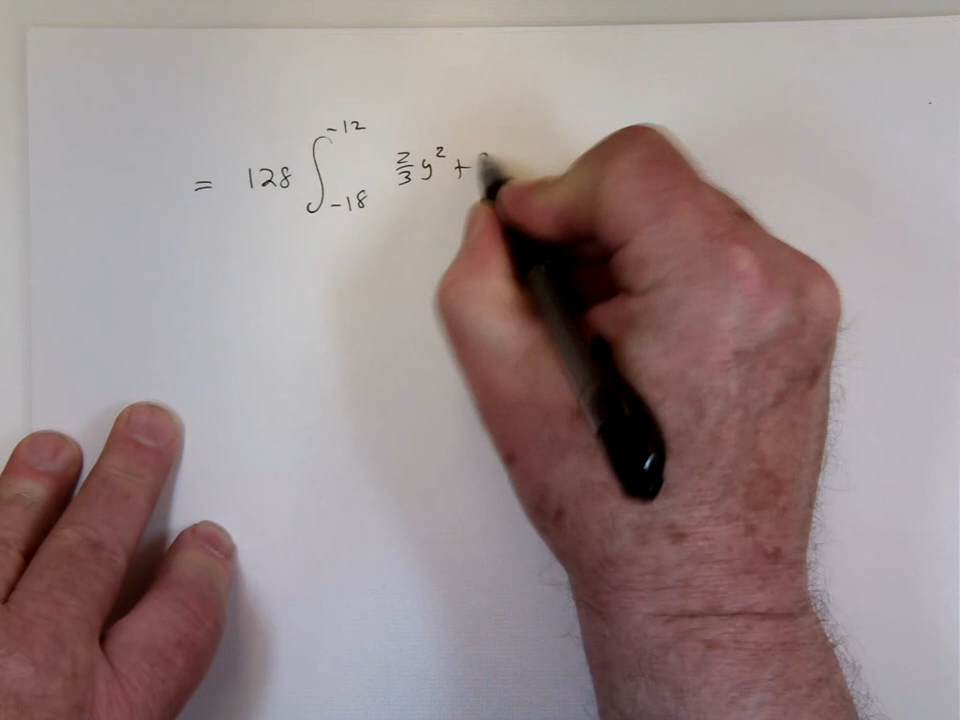 = 128 ∫_{-18}^{-12} 2/3 y² +